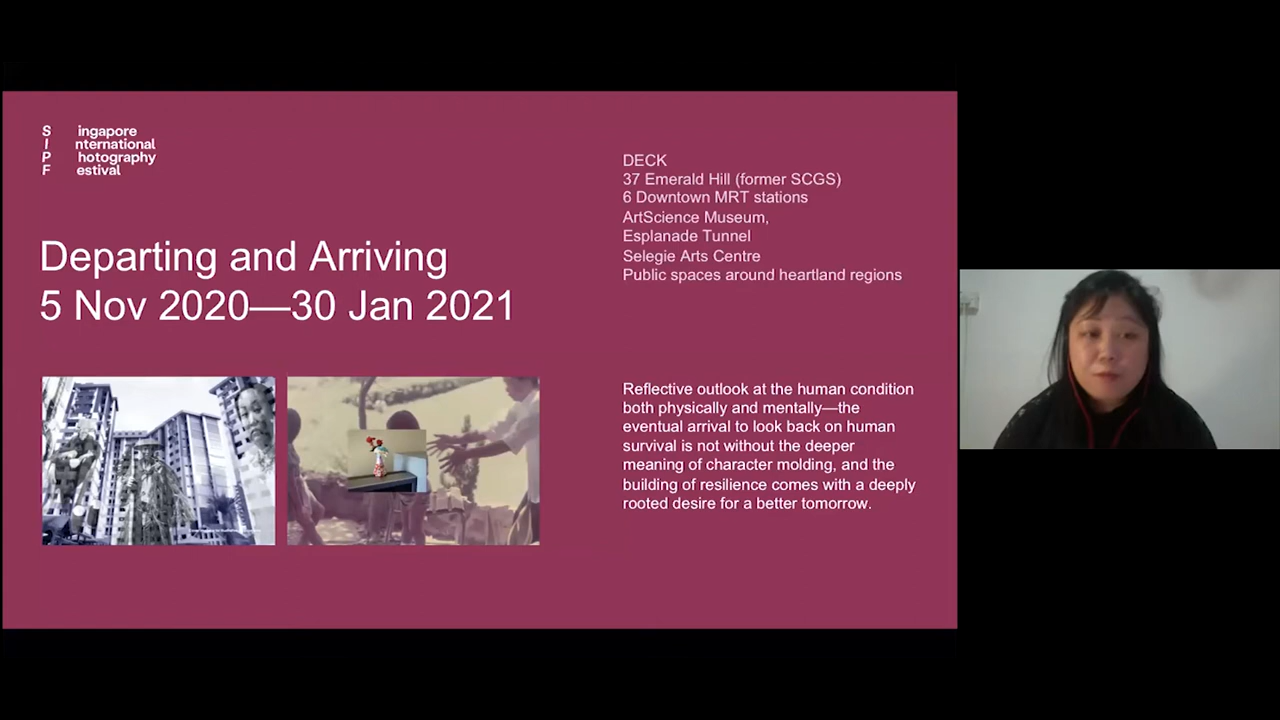 S ingapore
I nternational
P hotography
F estival
Departing and Arriving
5 Nov 2020—30 Jan 2021
DECK
37 Emerald Hill (former SCGS)
6 Downtown MRT stations
ArtScience Museum,
Esplanade Tunnel
Selegie Arts Centre
Public spaces around heartland regions
Reflective outlook at the human condition
both physically and mentally—the
eventual arrival to look back on human
survival is not without the deeper
meaning of character molding, and the
building of resilience comes with a deeply
rooted desire for a better tomorrow.